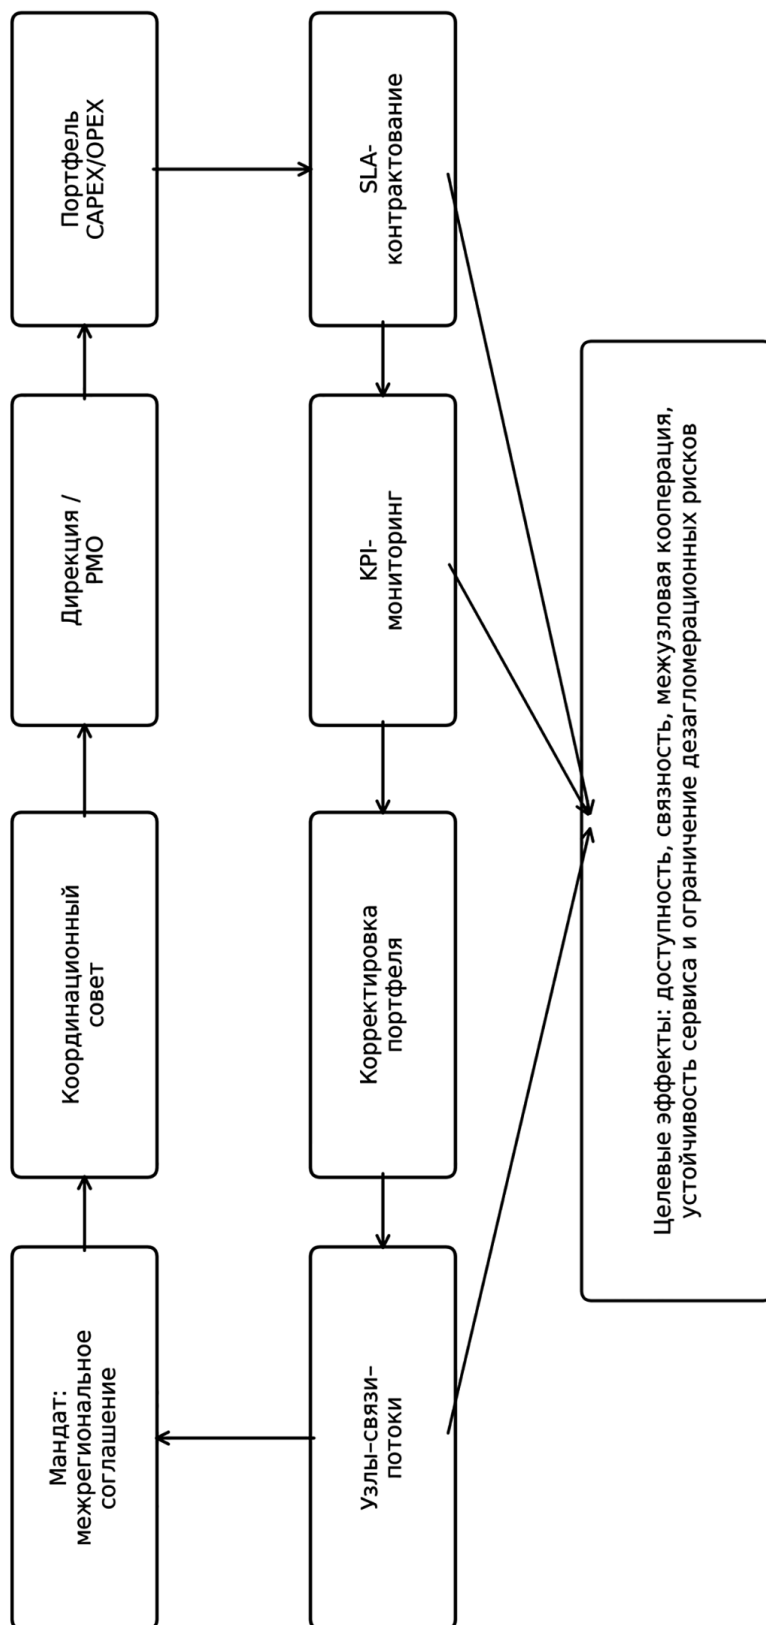 Мандат:
межрегиональное
соглашение
Координационный
совет
Дирекция /
PMO
Портфель
CAPEX/OPEX
Узлы–связи–
потоки
Корректировка
портфеля
KPI-
мониторинг
SLA-
контрактование
Целевые эффекты: доступность, связность, межузловая кооперация,
устойчивость сервиса и ограничение дезагломерационных рисков